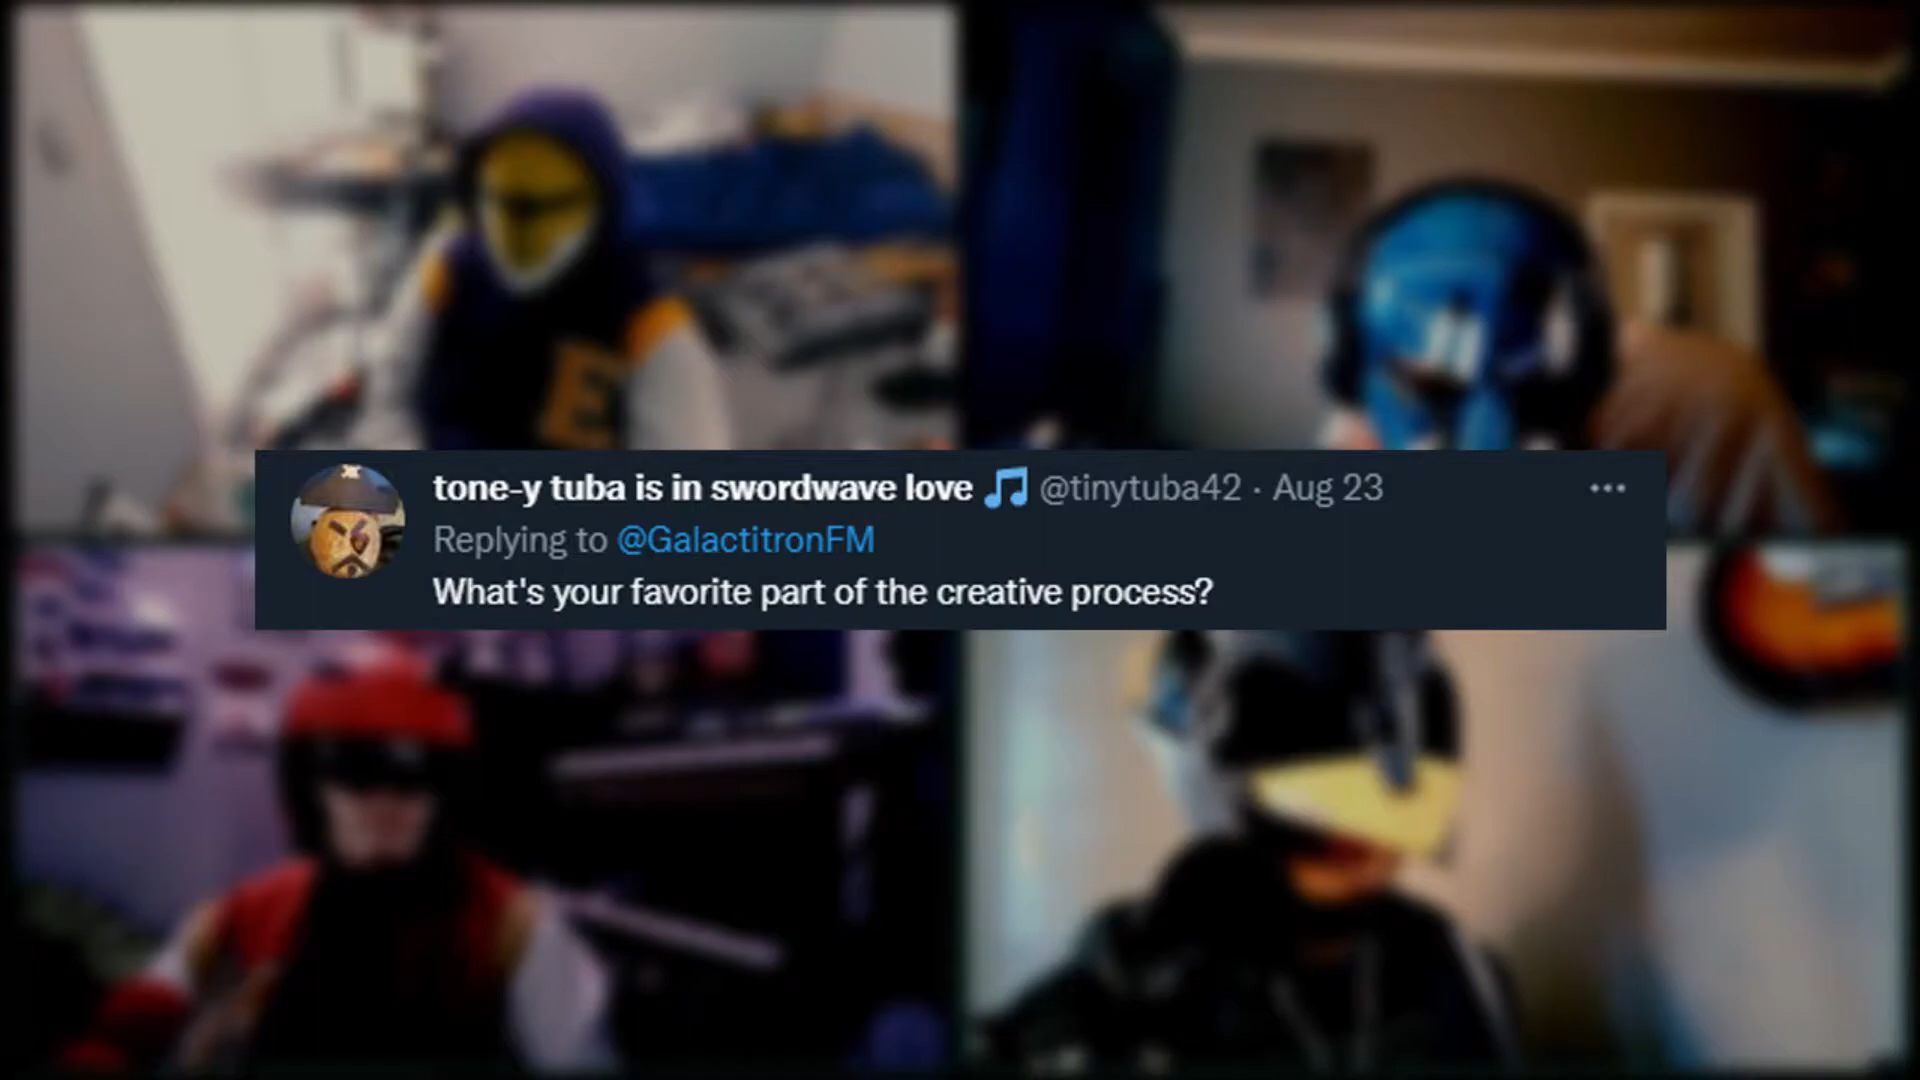 tone-y tuba is in swordwave love 🎵 @tinytuba42 · Aug 23
Replying to @GalactitronFM
What's your favorite part of the creative process?